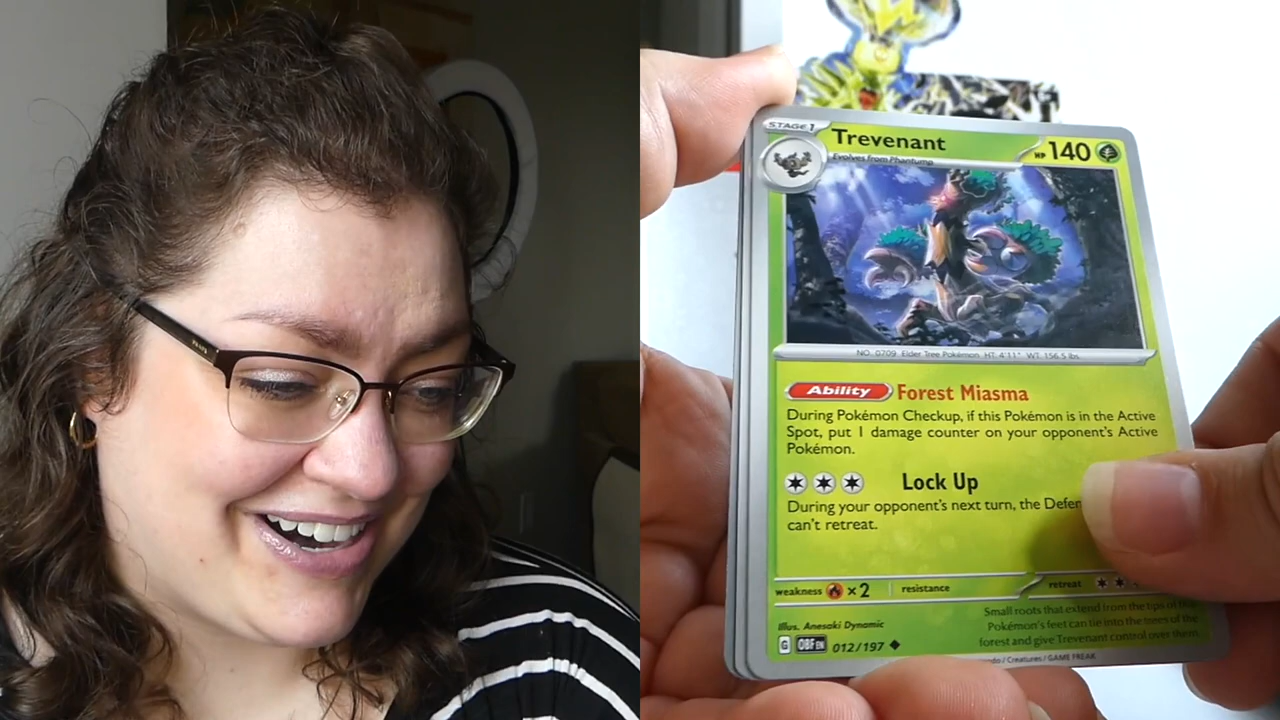 STAGE 1
Trevenant
HP 140
Evolves from Phantump
NO. 0709 Elder Tree Pokémon HT. 4'11" WT. 156.5 lbs.
Ability Forest Miasma
During Pokémon Checkup, if this Pokémon is in the Active
Spot, put 1 damage counter on your opponent's Active
Pokémon.
Lock Up
During your opponent's next turn, the Defen
can't retreat.
weakness ×2 resistance retreat
Small roots that extend from the tips of
Pokémon's feet can tie into the trees of the
forest and give Trevenant control over them.
Illus. Anesaki Dynamic
G OBF EN 012/197
/ Creatures / GAME FREAK